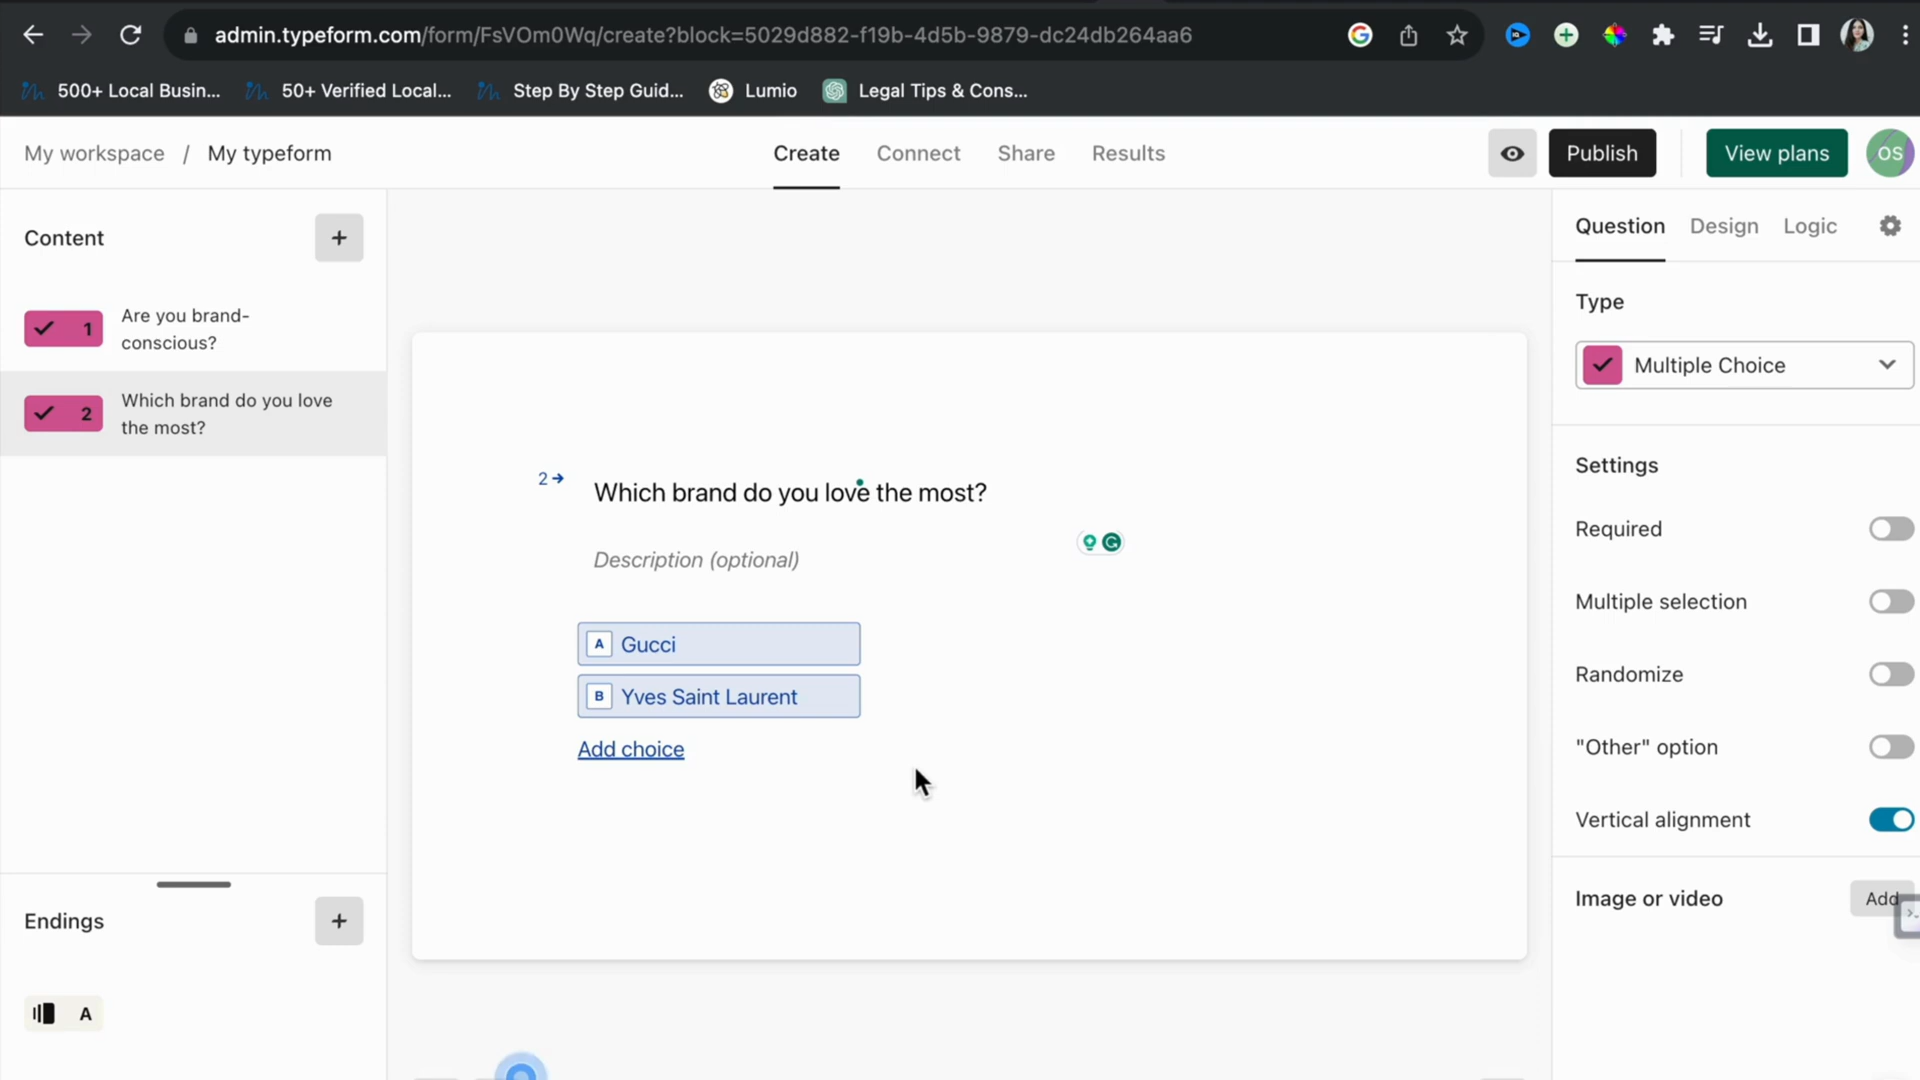 admin.typeform.com/form/FsVOm0Wq/create?block=5029d882-f19b-4d5b-9879-dc24db264aa6
500+ Local Busin... 50+ Verified Local... Step By Step Guid... Lumio Legal Tips & Cons...
My workspace / My typeform Create Connect Share Results Publish View plans OS
Content +
Question Design Logic
1 Are you brand-
conscious?
2 Which brand do you love
the most?
Type
Multiple Choice
2 Which brand do you love the most?
Description (optional)
A Gucci
B Yves Saint Laurent
Add choice
Settings
Required
Multiple selection
Randomize
"Other" option
Vertical alignment
Image or video Add
Endings +
A